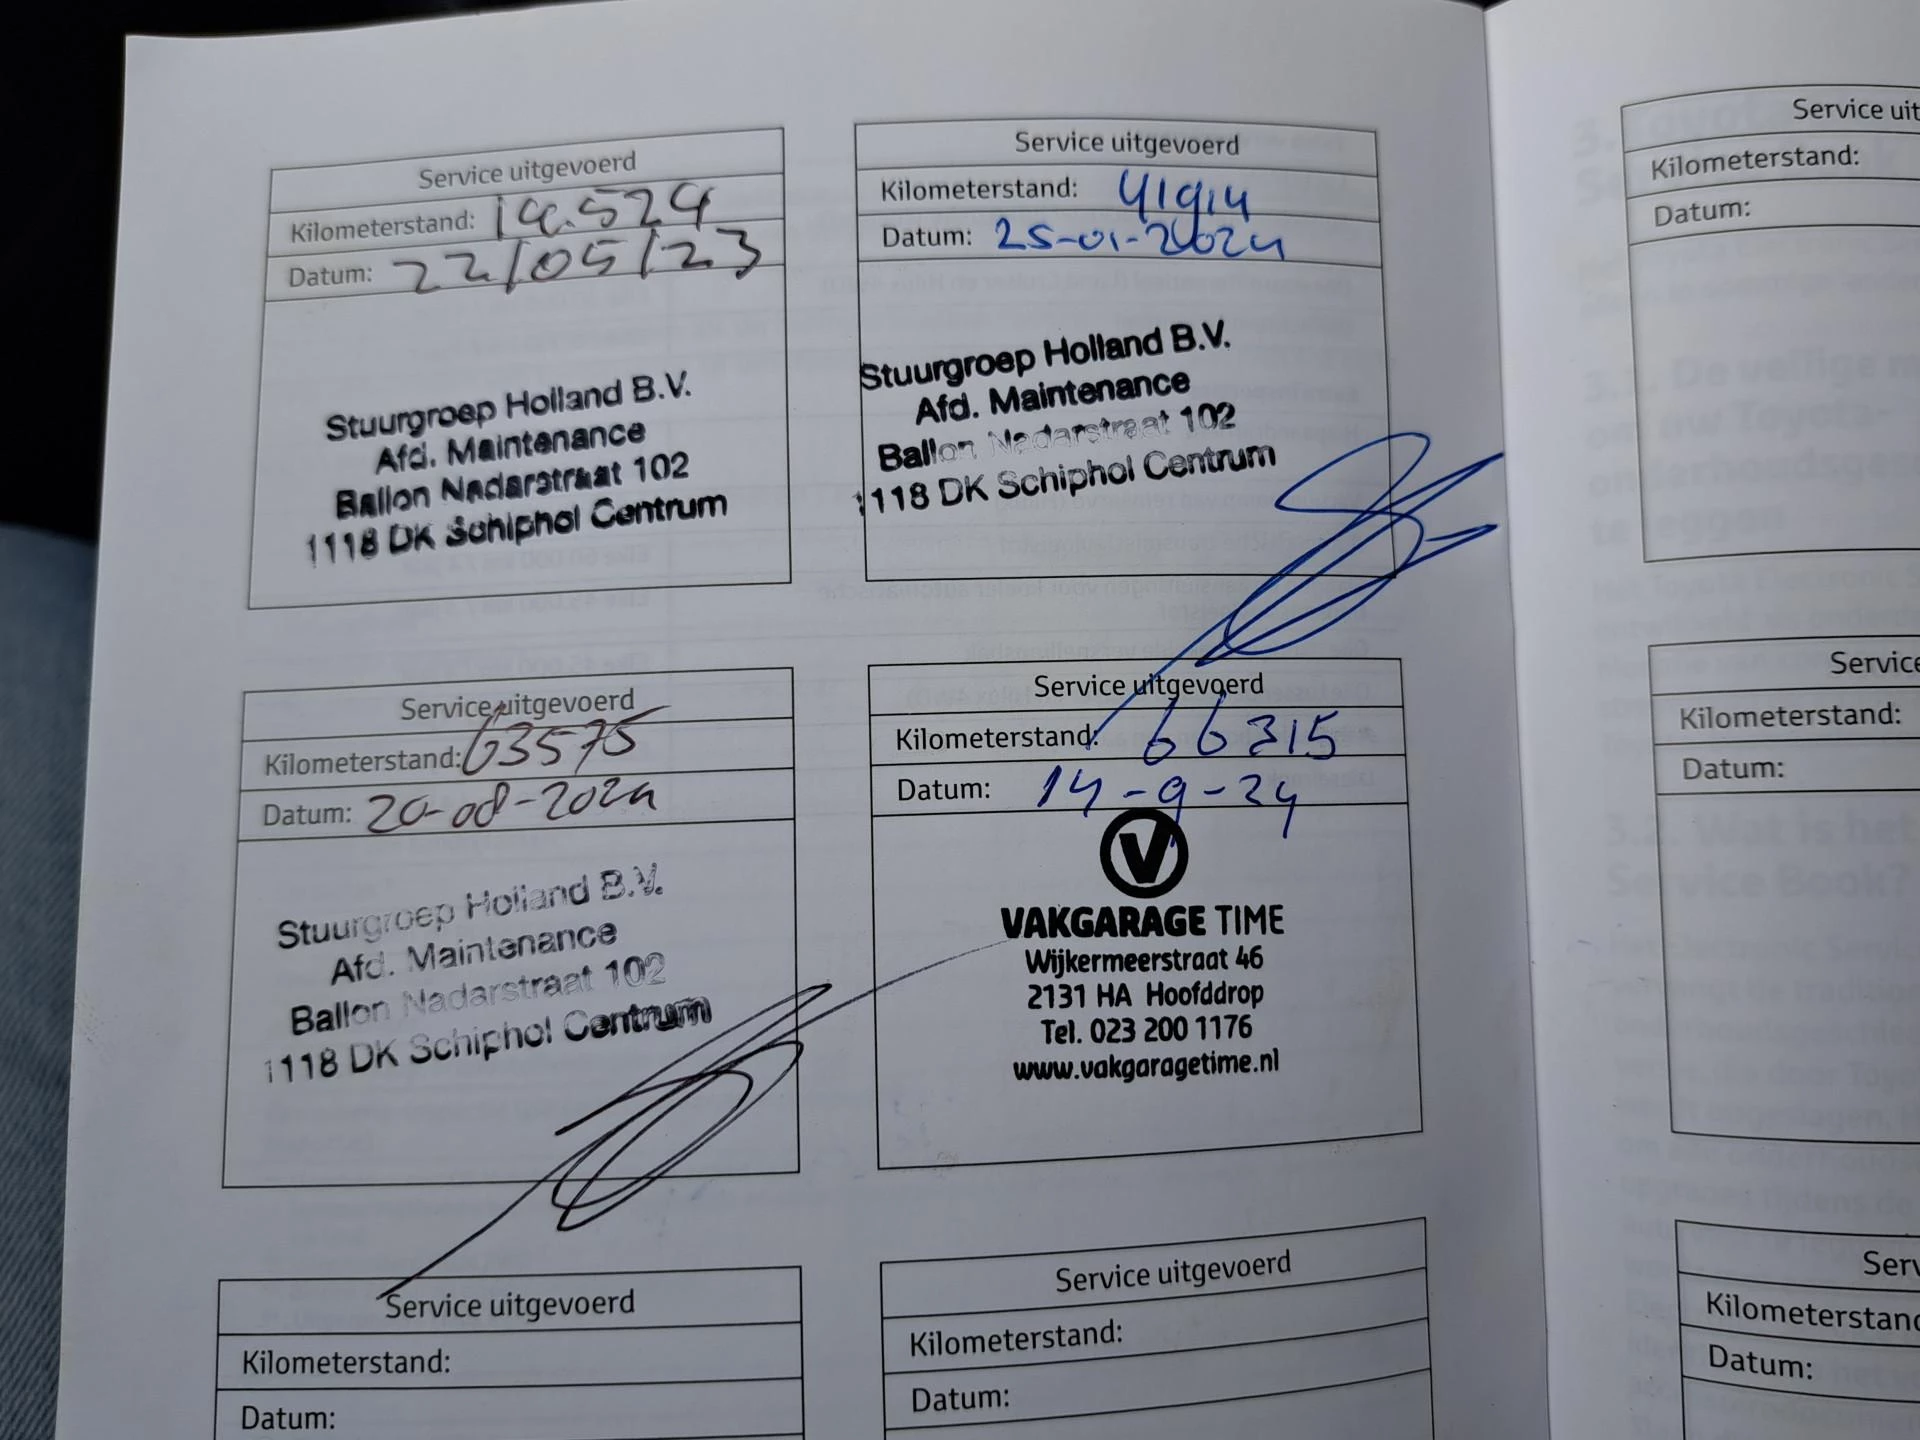 Service uitgevoerd
Kilometerstand: 19.524
Datum: 22/05/23
Stuurgroep Holland B.V.
Afd. Maintenance
Ballon Nadarstraat 102
1118 DK Schiphol Centrum
Service uitgevoerd
Kilometerstand: 41914
Datum: 25-01-2024
Stuurgroep Holland B.V.
Afd. Maintenance
Ballon Nadarstraat 102
1118 DK Schiphol Centrum
Service uitgevoerd
Kilometerstand: 63575
Datum: 20-08-2024
Stuurgroep Holland B.V.
Afd. Maintenance
Ballon Nadarstraat 102
1118 DK Schiphol Centrum
Service uitgevoerd
Kilometerstand: 66315
Datum: 14-9-24
V
VAKGARAGE TIME
Wijkermeerstraat 46
2131 HA Hoofddrop
Tel. 023 200 1176
www.vakgaragetime.nl
Service uitgevoerd
Kilometerstand:
Datum:
Service uitgevoerd
Kilometerstand:
Datum:
Service uit
Kilometerstand:
Datum:
Service
Kilometerstand:
Datum:
Serv
Kilometerstand
Datum: